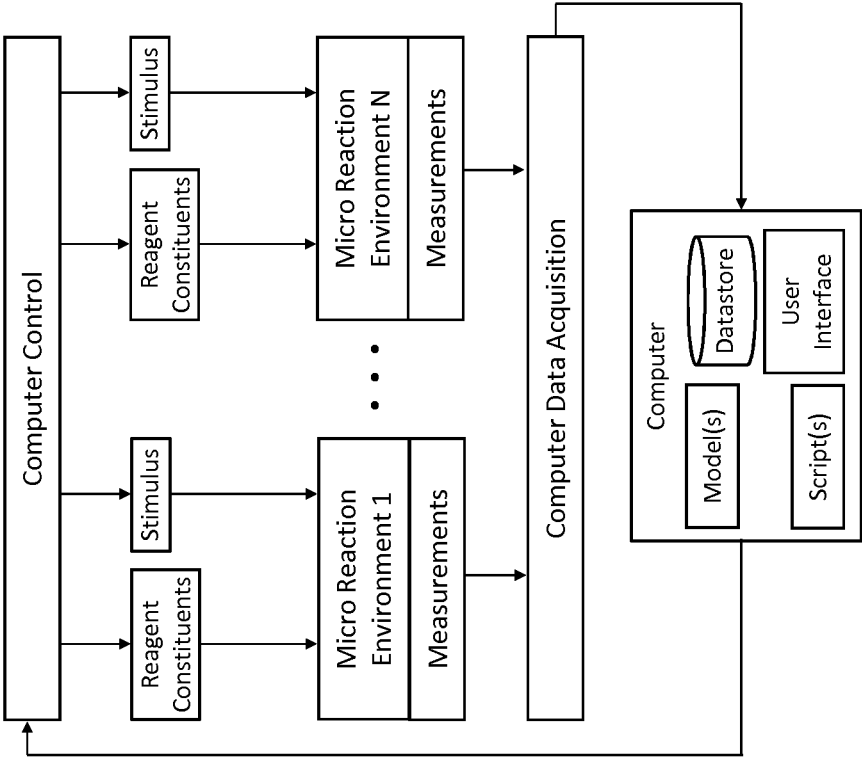 Computer Control
Reagent
Constituents
Stimulus
Reagent
Constituents
Stimulus
Micro Reaction
Environment 1
Measurements
Micro Reaction
Environment N
Measurements
Computer Data Acquisition
Computer
Model(s)
Datastore
Script(s)
User
Interface